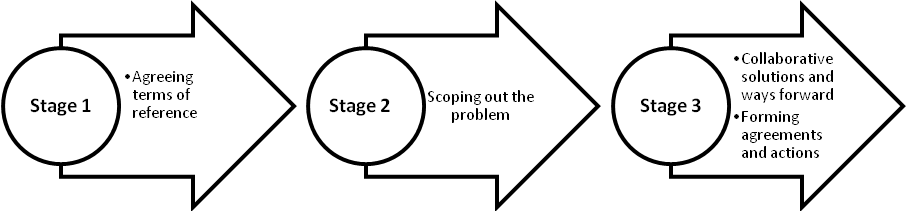 Stage 1
•Agreeing
terms of
reference
Stage 2
Scoping out the
problem
Stage 3
•Collaborative
solutions and
ways forward
•Forming
agreements
and actions